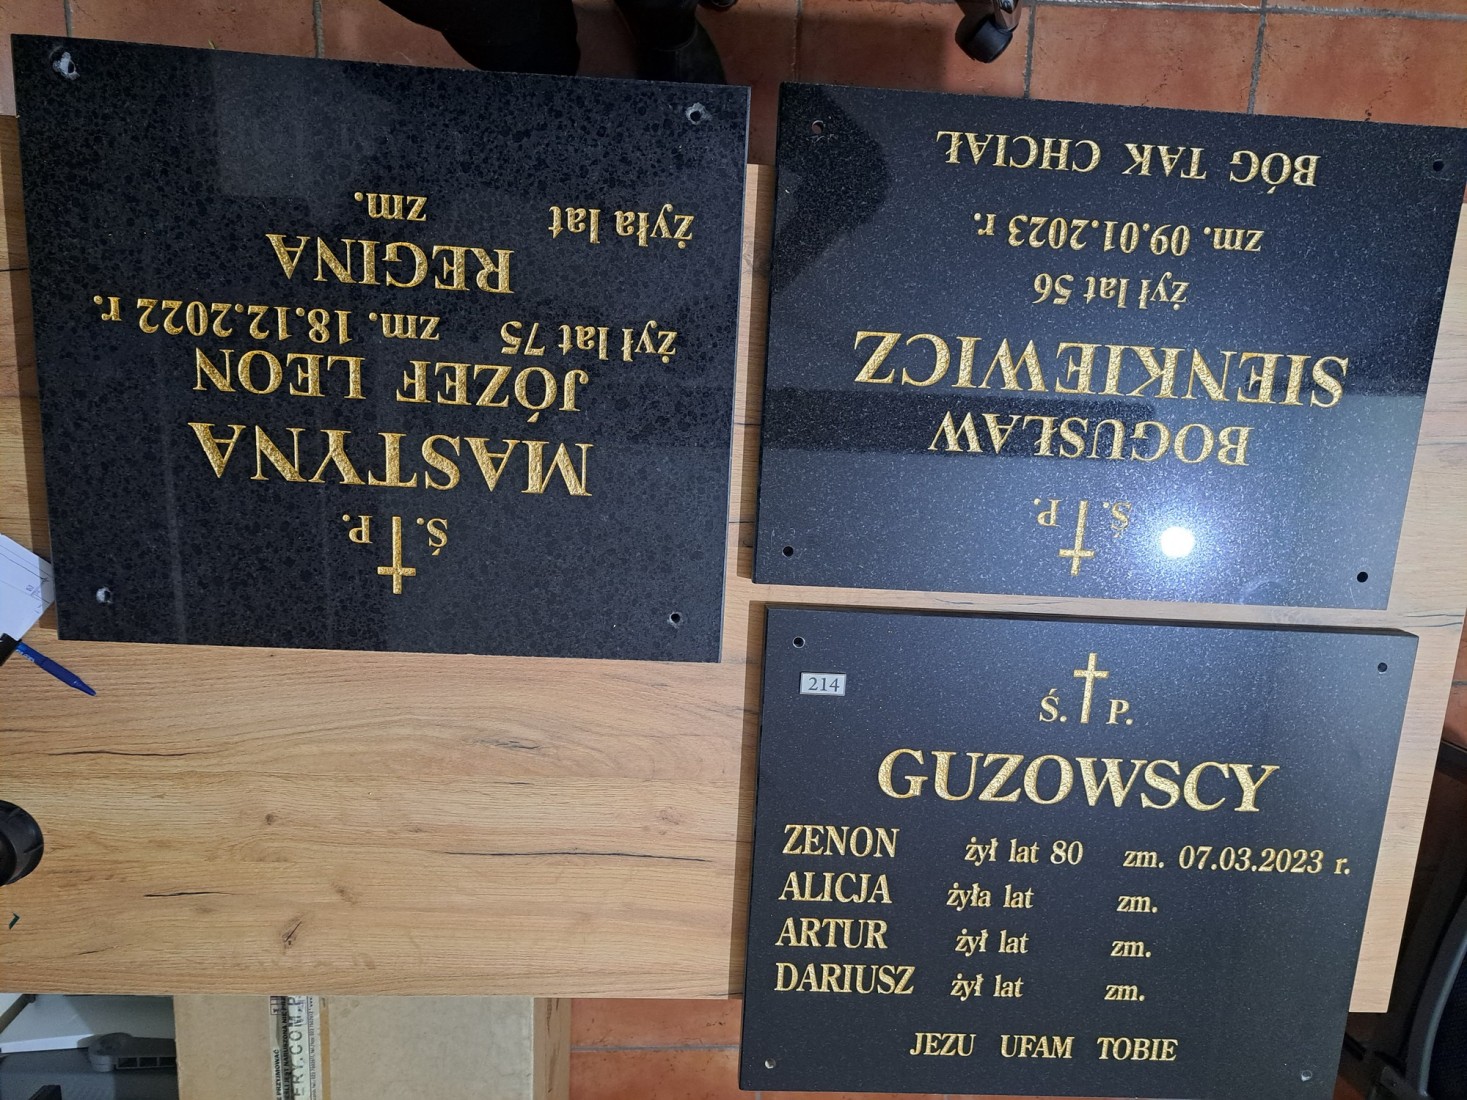 Ś. P.
MASTYNA
JÓZEF LEON
żył lat 75 zm. 18.12.2022 r.
REGINA
żyła lat zm.
Ś. P.
BOGUSŁAW
SIENKIEWICZ
żył lat 56
zm. 09.01.2023 r.
BÓG TAK CHCIAŁ
214
Ś. P.
GUZOWSCY
ZENON żył lat 80 zm. 07.03.2023 r.
ALICJA żyła lat zm.
ARTUR żył lat zm.
DARIUSZ żył lat zm.
JEZU UFAM TOBIE